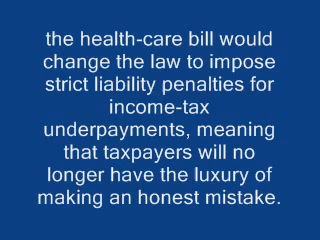 the health-care bill would
change the law to impose
strict liability penalties for
income-tax
underpayments, meaning
that taxpayers will no
longer have the luxury of
making an honest mistake.